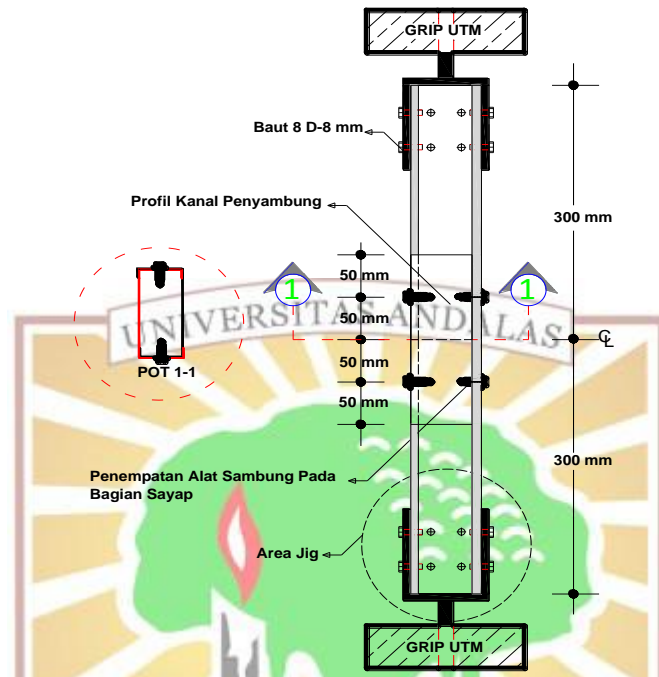 GRIP UTM
Baut 8 D-8 mm
Profil Kanal Penyambung
300 mm
50 mm
1
1
50 mm
UNIVERSITAS ANDALAS
CL
POT 1-1
50 mm
50 mm
Penempatan Alat Sambung Pada
Bagian Sayap
300 mm
Area Jig
GRIP UTM